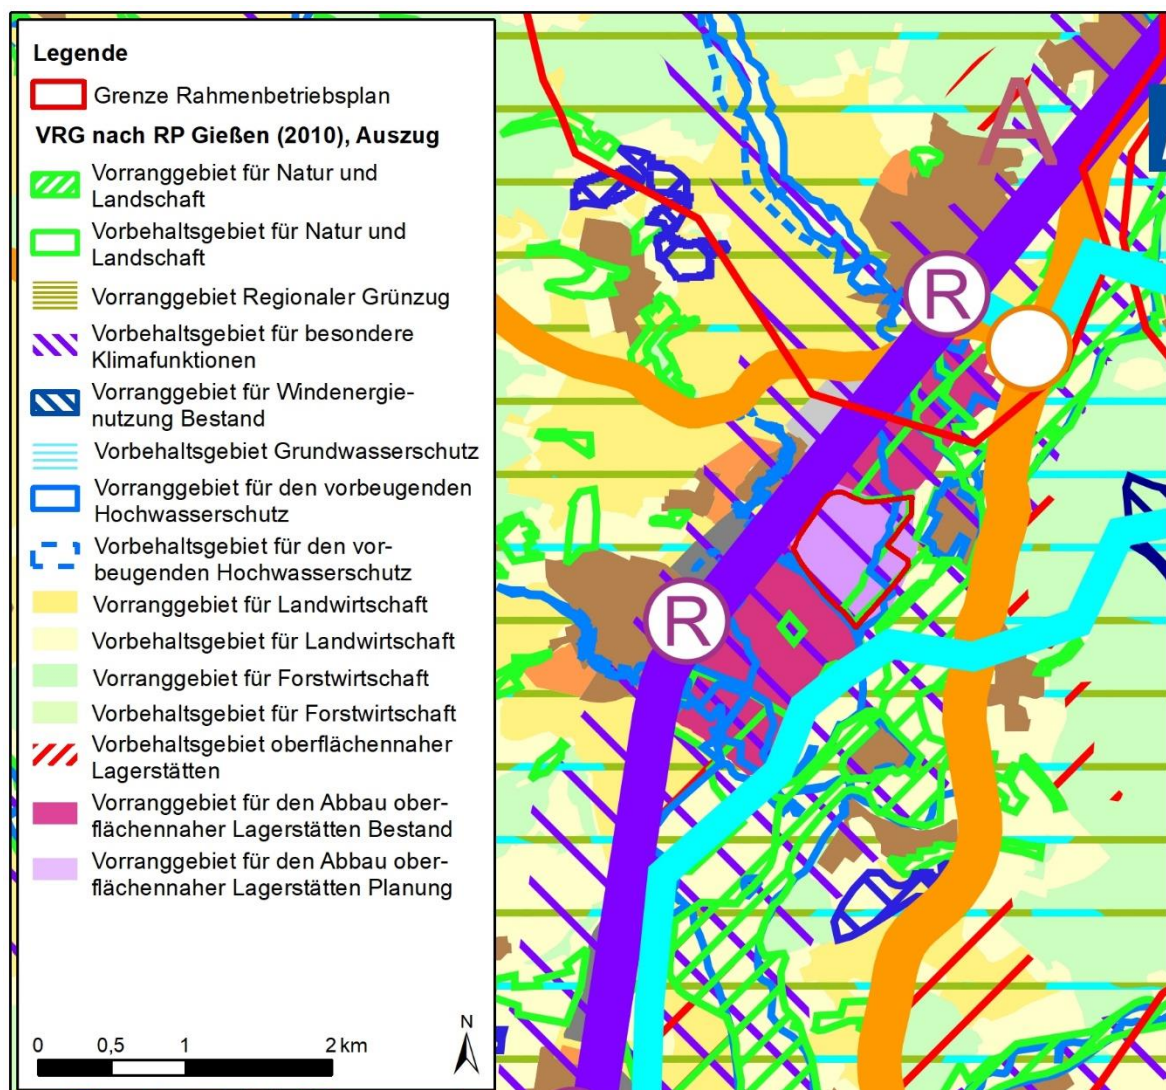 Legende
Grenze Rahmenbetriebsplan
VRG nach RP Gießen (2010), Auszug
Vorranggebiet für Natur und
Landschaft
Vorbehaltsgebiet für Natur und
Landschaft
Vorranggebiet Regionaler Grünzug
Vorbehaltsgebiet für besondere
Klimafunktionen
Vorranggebiet für Windenergie-
nutzung Bestand
Vorbehaltsgebiet Grundwasserschutz
Vorranggebiet für den vorbeugenden
Hochwasserschutz
Vorbehaltsgebiet für den vor-
beugenden Hochwasserschutz
Vorranggebiet für Landwirtschaft
Vorbehaltsgebiet für Landwirtschaft
Vorranggebiet für Forstwirtschaft
Vorbehaltsgebiet für Forstwirtschaft
Vorbehaltsgebiet oberflächennaher
Lagerstätten
Vorranggebiet für den Abbau ober-
flächennaher Lagerstätten Bestand
Vorranggebiet für den Abbau ober-
flächennaher Lagerstätten Planung
0 0,5 1 2 km
N
A
R
R